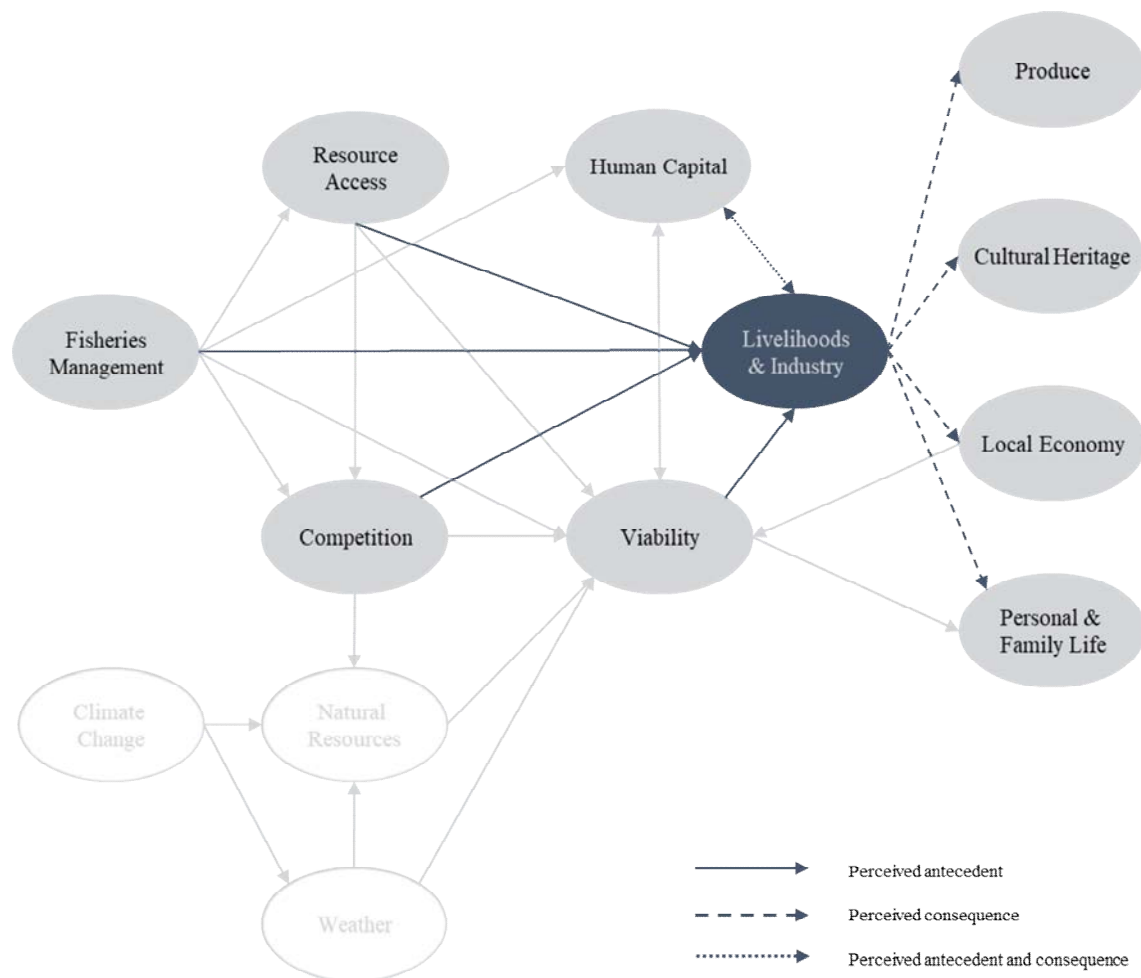 Produce
Resource
Access
Human Capital
Cultural Heritage
Fisheries
Management
Livelihoods
& Industry
Local Economy
Competition
Viability
Personal &
Family Life
Climate
Change
Natural
Resources
Weather
Perceived antecedent
Perceived consequence
Perceived antecedent and consequence